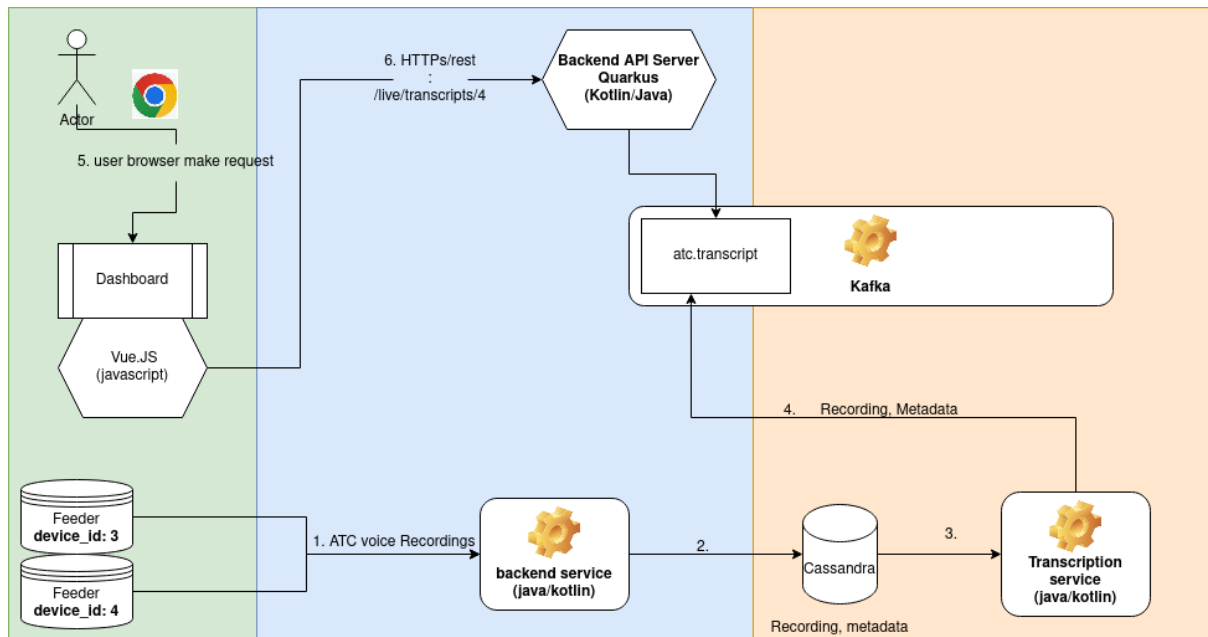 Actor
5. user browser make request
Dashboard
Vue.JS
(javascript)
6. HTTPs/rest
:
/live/transcripts/4
Backend API Server
Quarkus
(Kotlin/Java)
atc.transcript
Kafka
4. Recording, Metadata
Feeder
device_id: 3
Feeder
device_id: 4
1. ATC voice Recordings
backend service
(java/kotlin)
2.
Cassandra
Recording, metadata
3.
Transcription
service
(java/kotlin)